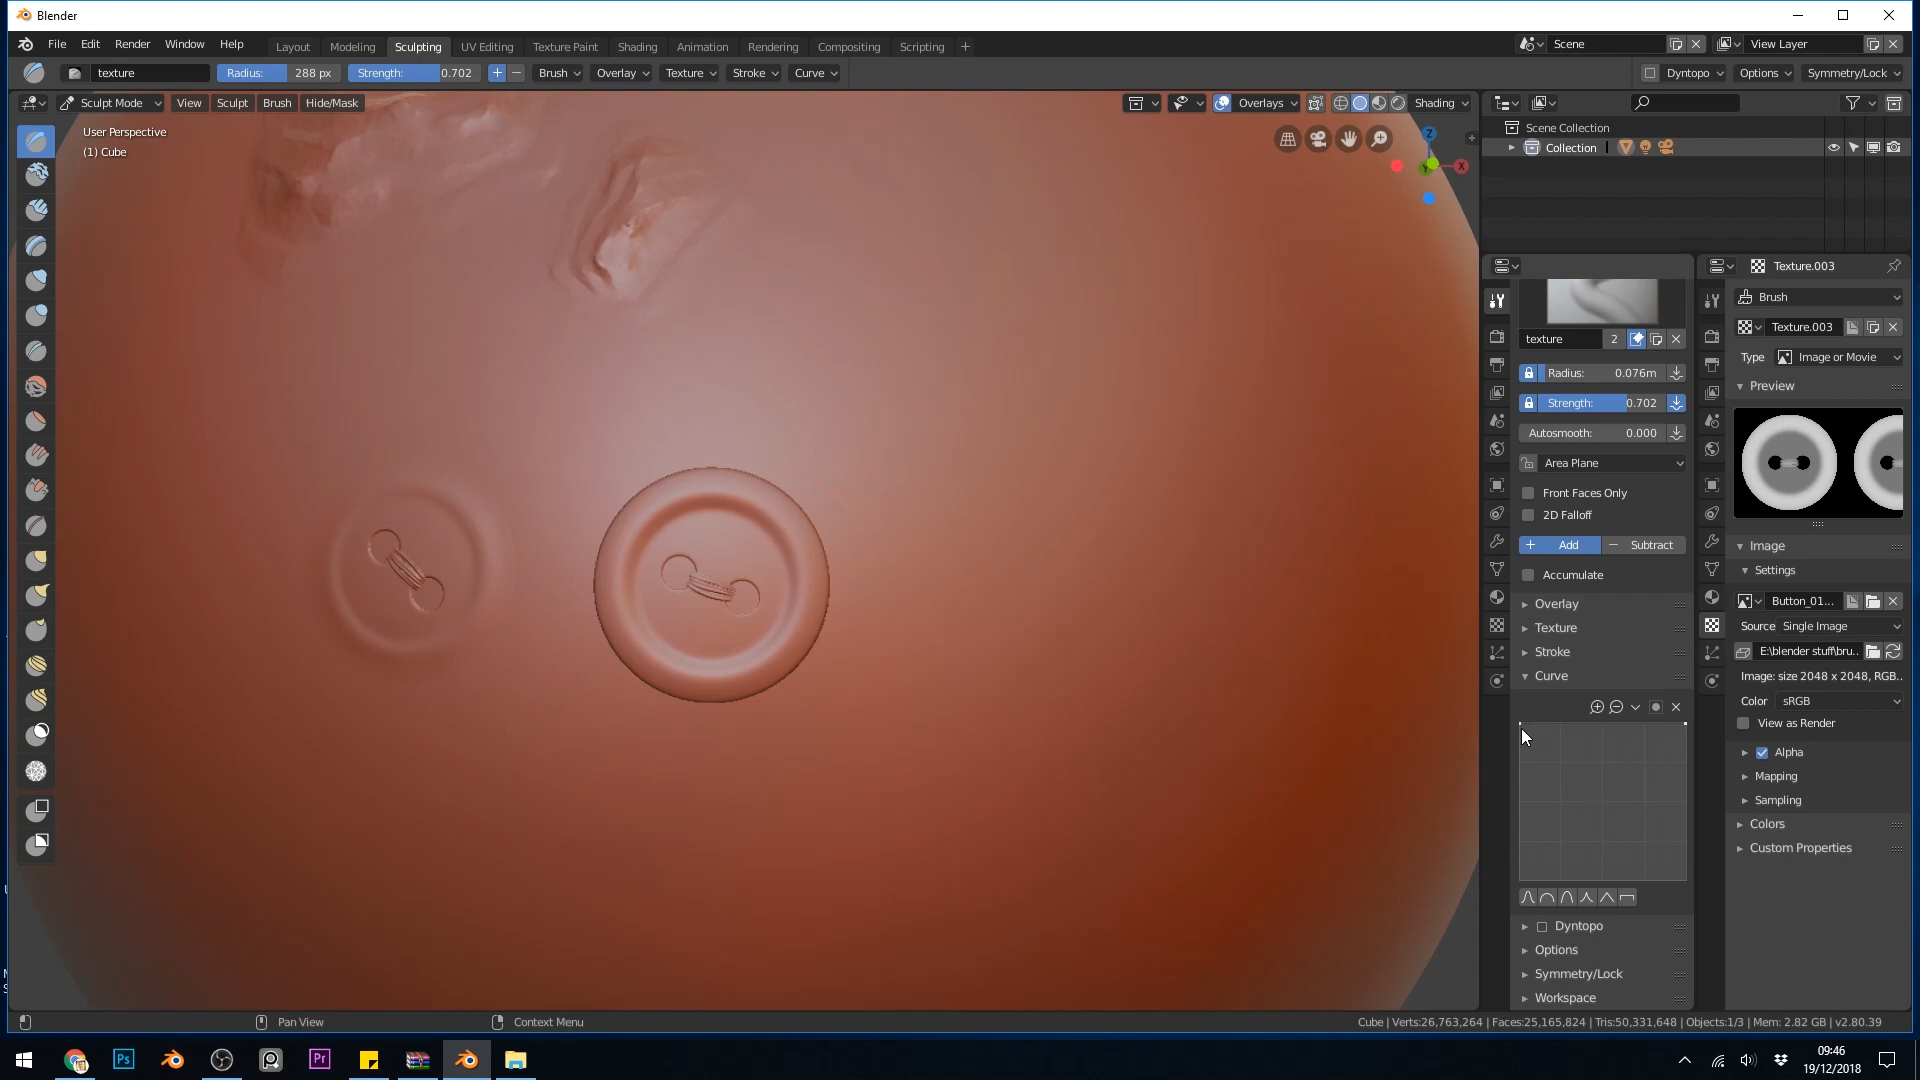 Blender
File Edit Render Window Help Layout Modeling Sculpting UV Editing Texture Paint Shading Animation Rendering Compositing Scripting + Scene View Layer
texture Radius: 288 px Strength: 0.702 Brush Overlay Texture Stroke Curve Dyntopo Options Symmetry/Lock
Sculpt Mode View Sculpt Brush Hide/Mask Overlays Shading
User Perspective
(1) Cube
Z
X
Y
Scene Collection
Collection
texture 2
Radius: 0.076m
Strength: 0.702
Autosmooth: 0.000
Area Plane
Front Faces Only
2D Falloff
Add Subtract
Accumulate
Overlay
Texture
Stroke
Curve
Dyntopo
Options
Symmetry/Lock
Workspace
Texture.003
Brush
Texture.003
Type Image or Movie
Preview
Image
Settings
Button_01...
Source Single Image
E:\blender stuff\bru..
Image: size 2048 x 2048, RGB..
Color sRGB
View as Render
Alpha
Mapping
Sampling
Colors
Custom Properties
Pan View Context Menu Cube | Verts:26,763,264 | Faces:25,165,824 | Tris:50,331,648 | Objects:1/3 | Mem: 2.82 GB | v2.80.39
Ps Pr
09:46
19/12/2018